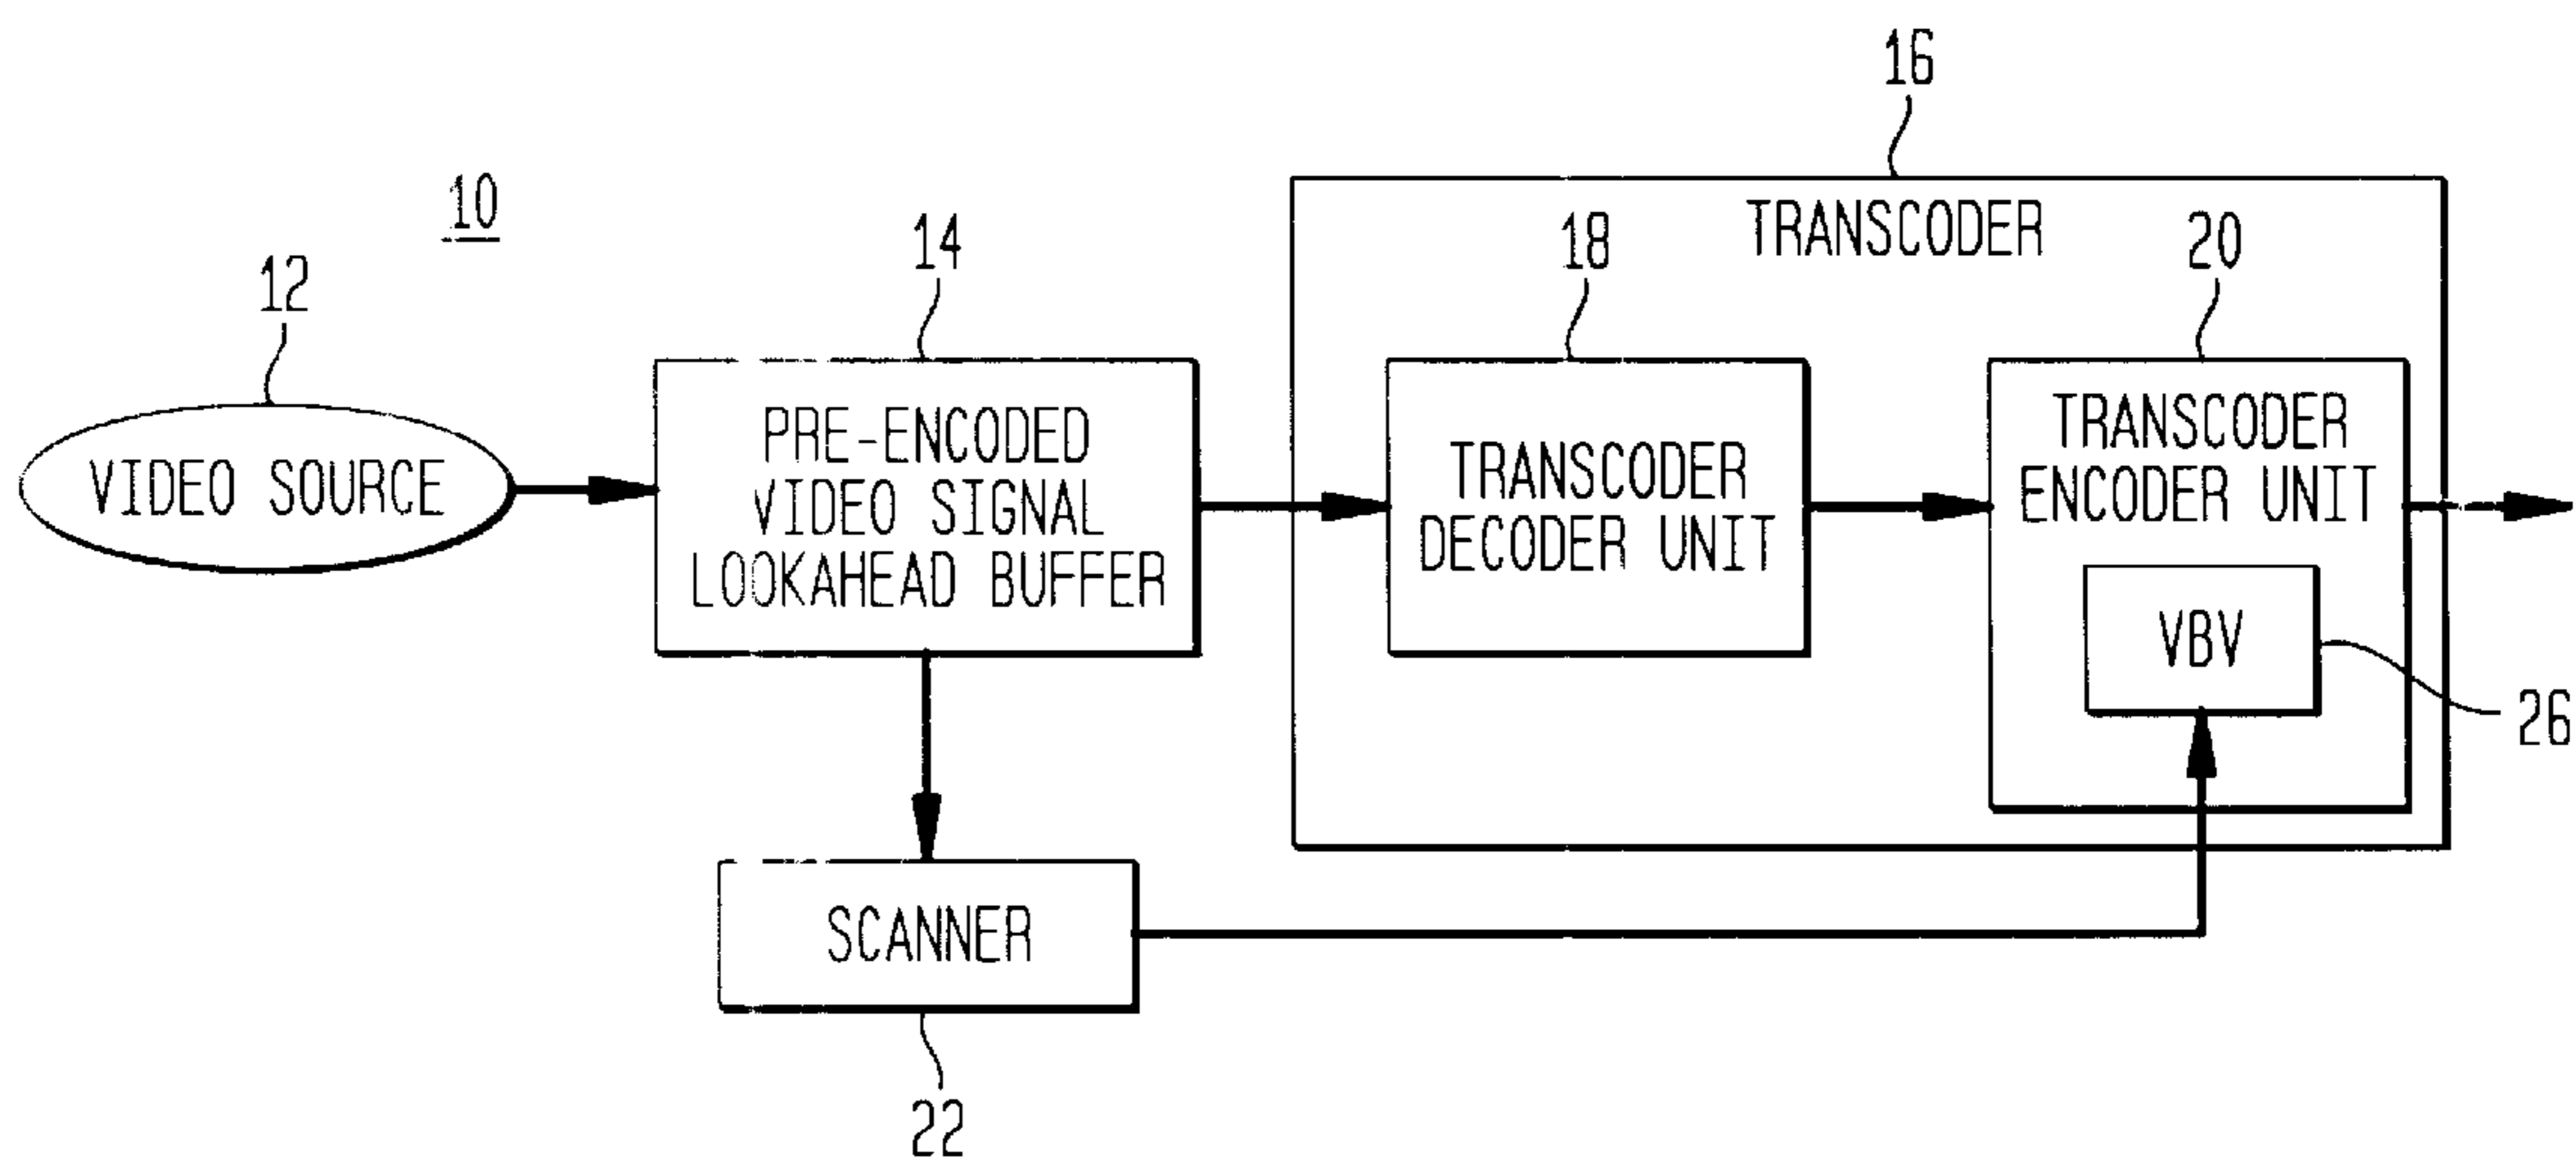 16
10
TRANSCODER
14
18
20
12
PRE-ENCODED
VIDEO SIGNAL
LOOKAHEAD BUFFER
TRANSCODER
DECODER UNIT
TRANSCODER
ENCODER UNIT
VIDEO SOURCE
VBV
26
SCANNER
22